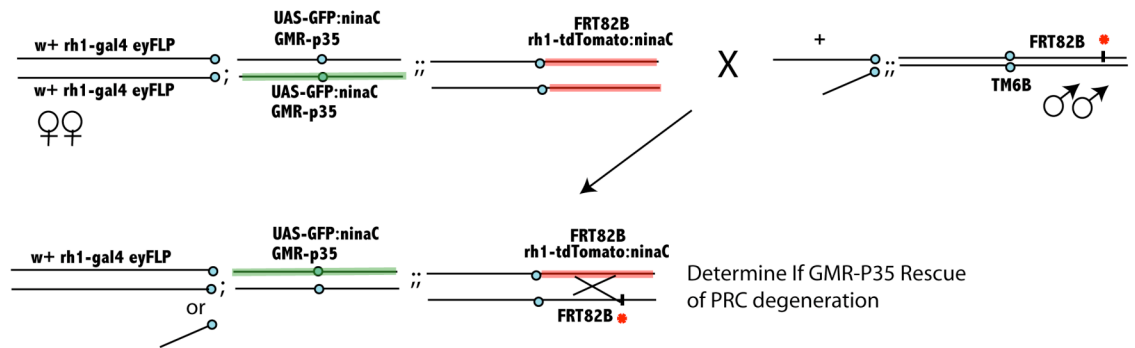 w+ rh1-gal4 eyFLP
w+ rh1-gal4 eyFLP
;
UAS-GFP:ninaC
GMR-p35
UAS-GFP:ninaC
GMR-p35
;;
FRT82B
rh1-tdTomato:ninaC
X
+
;;
FRT82B
TM6B
w+ rh1-gal4 eyFLP
or
;
UAS-GFP:ninaC
GMR-p35
;;
FRT82B
rh1-tdTomato:ninaC
FRT82B
Determine If GMR-P35 Rescue
of PRC degeneration